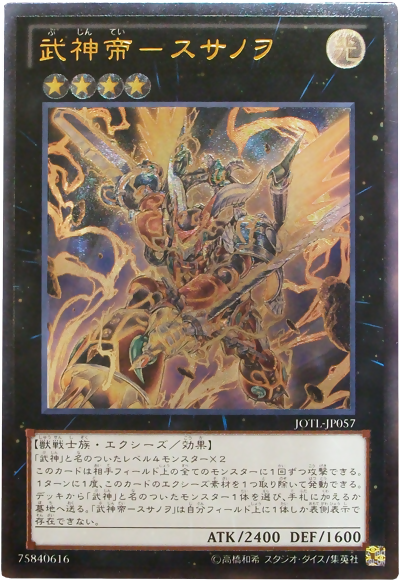 武神帝－スサノヲ
光
JOTL-JP057
【獣戦士族・エクシーズ／効果】
「武神」と名のついたレベル４モンスター×２
このカードは相手フィールド上の全てのモンスターに１回ずつ攻撃できる。
１ターンに１度、このカードのエクシーズ素材を１つ取り除いて発動できる。
デッキから「武神」と名のついたモンスター１体を選び、手札に加えるか
墓地へ送る。「武神帝－スサノヲ」は自分フィールド上に１体しか表側表示で
存在できない。
ATK/2400 DEF/1600
75840616 ©高橋和希 スタジオ・ダイス/集英社